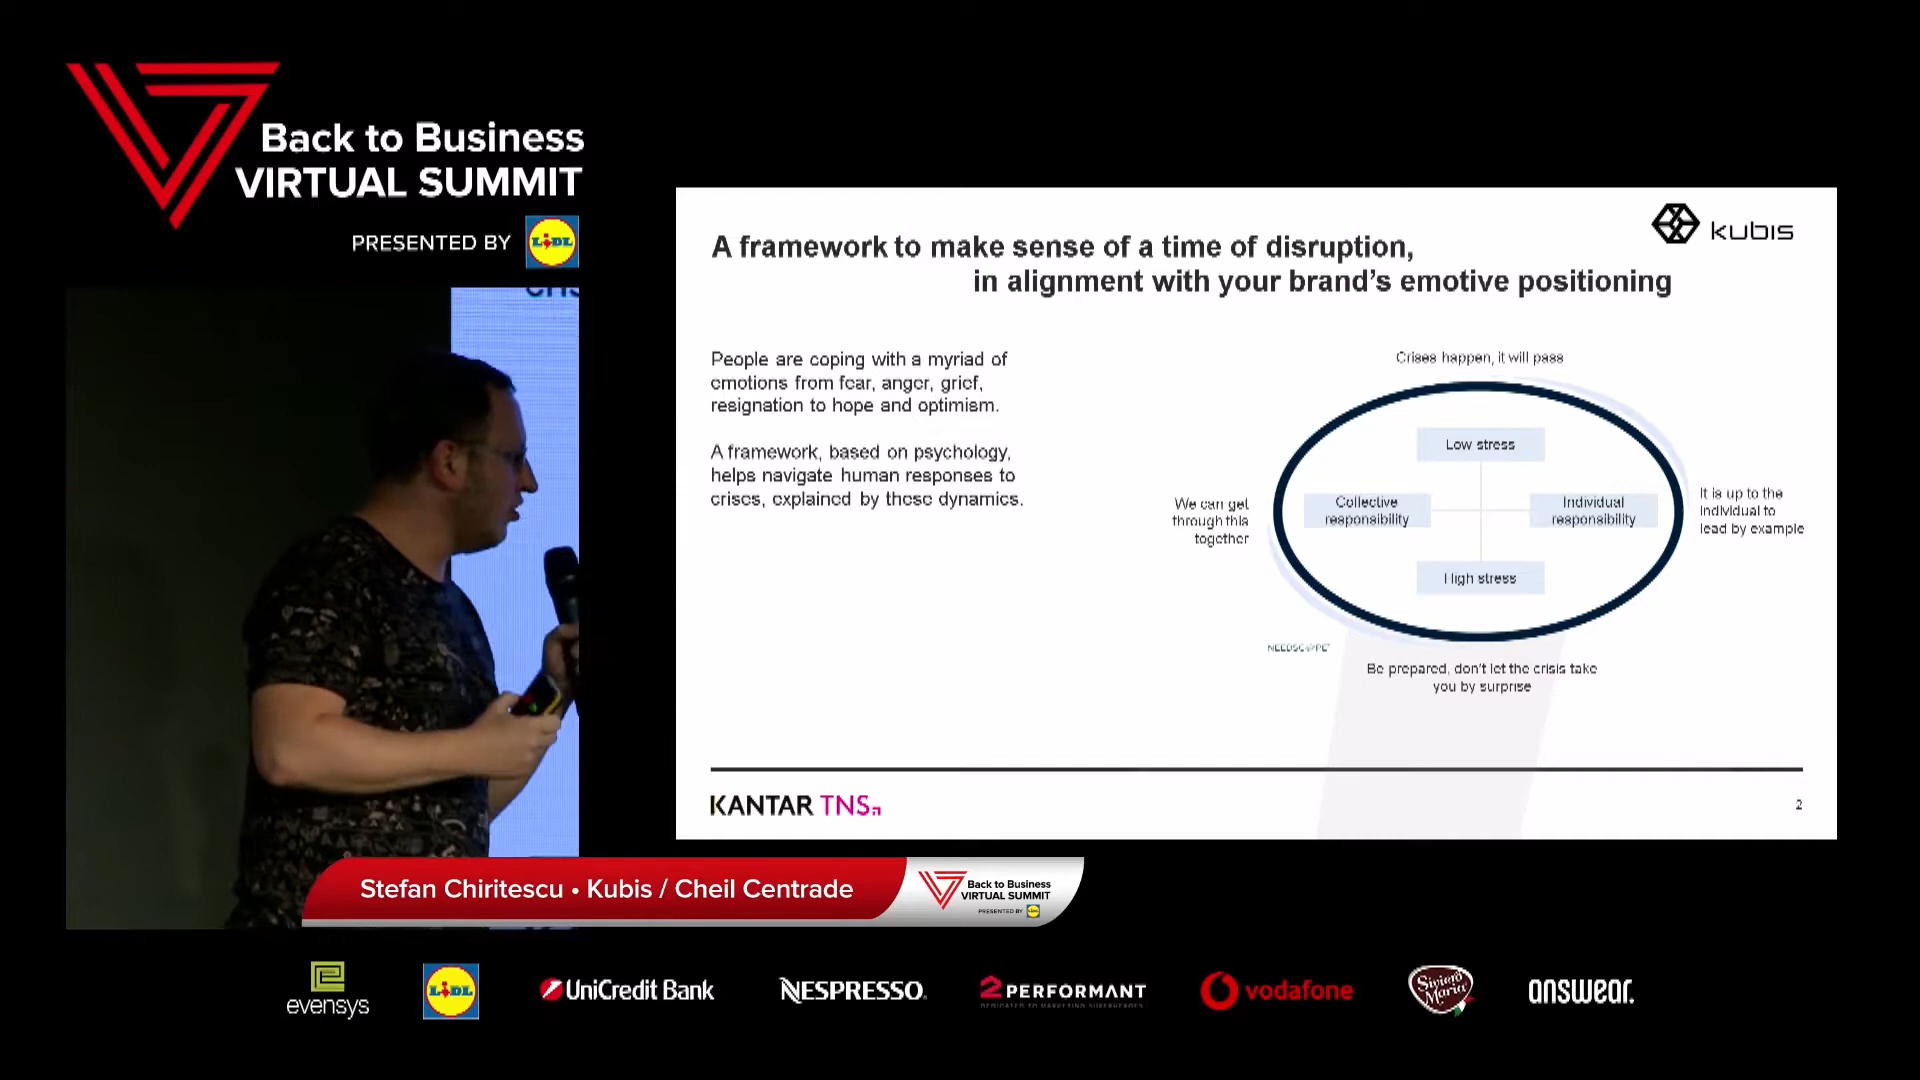 Back to Business
VIRTUAL SUMMIT
PRESENTED BY
LIDL
kubis
A framework to make sense of a time of disruption,
in alignment with your brand's emotive positioning
People are coping with a myriad of
emotions from fear, anger, grief,
resignation to hope and optimism.
A framework, based on psychology,
helps navigate human responses to
crises, explained by these dynamics.
Crises happen, it will pass
Low stress
We can get
through this
together
Collective
responsibility
Individual
responsibility
It is up to the
individual to
lead by example
High stress
NEEDSCOPE
Be prepared, don't let the crisis take
you by surprise
KANTAR TNS
2
Stefan Chiritescu • Kubis / Cheil Centrade
Back to Business
VIRTUAL SUMMIT
PRESENTED BY
evensys
LIDL
UniCredit Bank
NESPRESSO
2PERFORMANT
DEDICATED TO MARKETING SUPERHEROES
vodafone
Sivieri
Maria
answear.